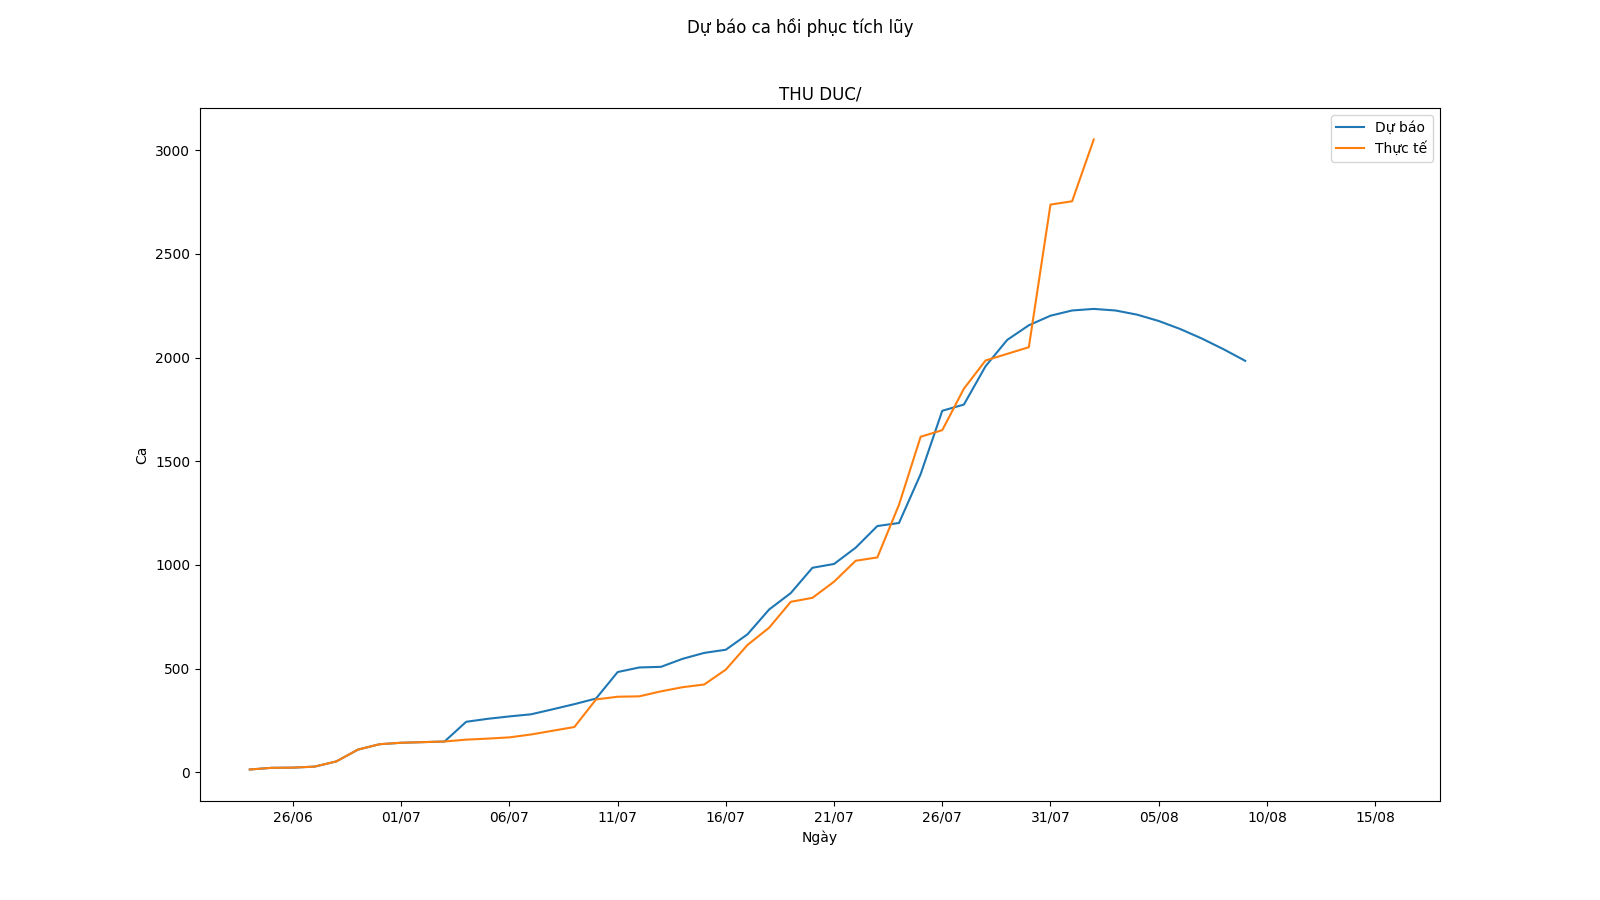 Dự báo ca hồi phục tích lũy
THU DUC/
Dự báo
Thực tế
3000
2500
2000
1500
1000
500
0
Ca
26/06 01/07 06/07 11/07 16/07 21/07 26/07 31/07 05/08 10/08 15/08
Ngày